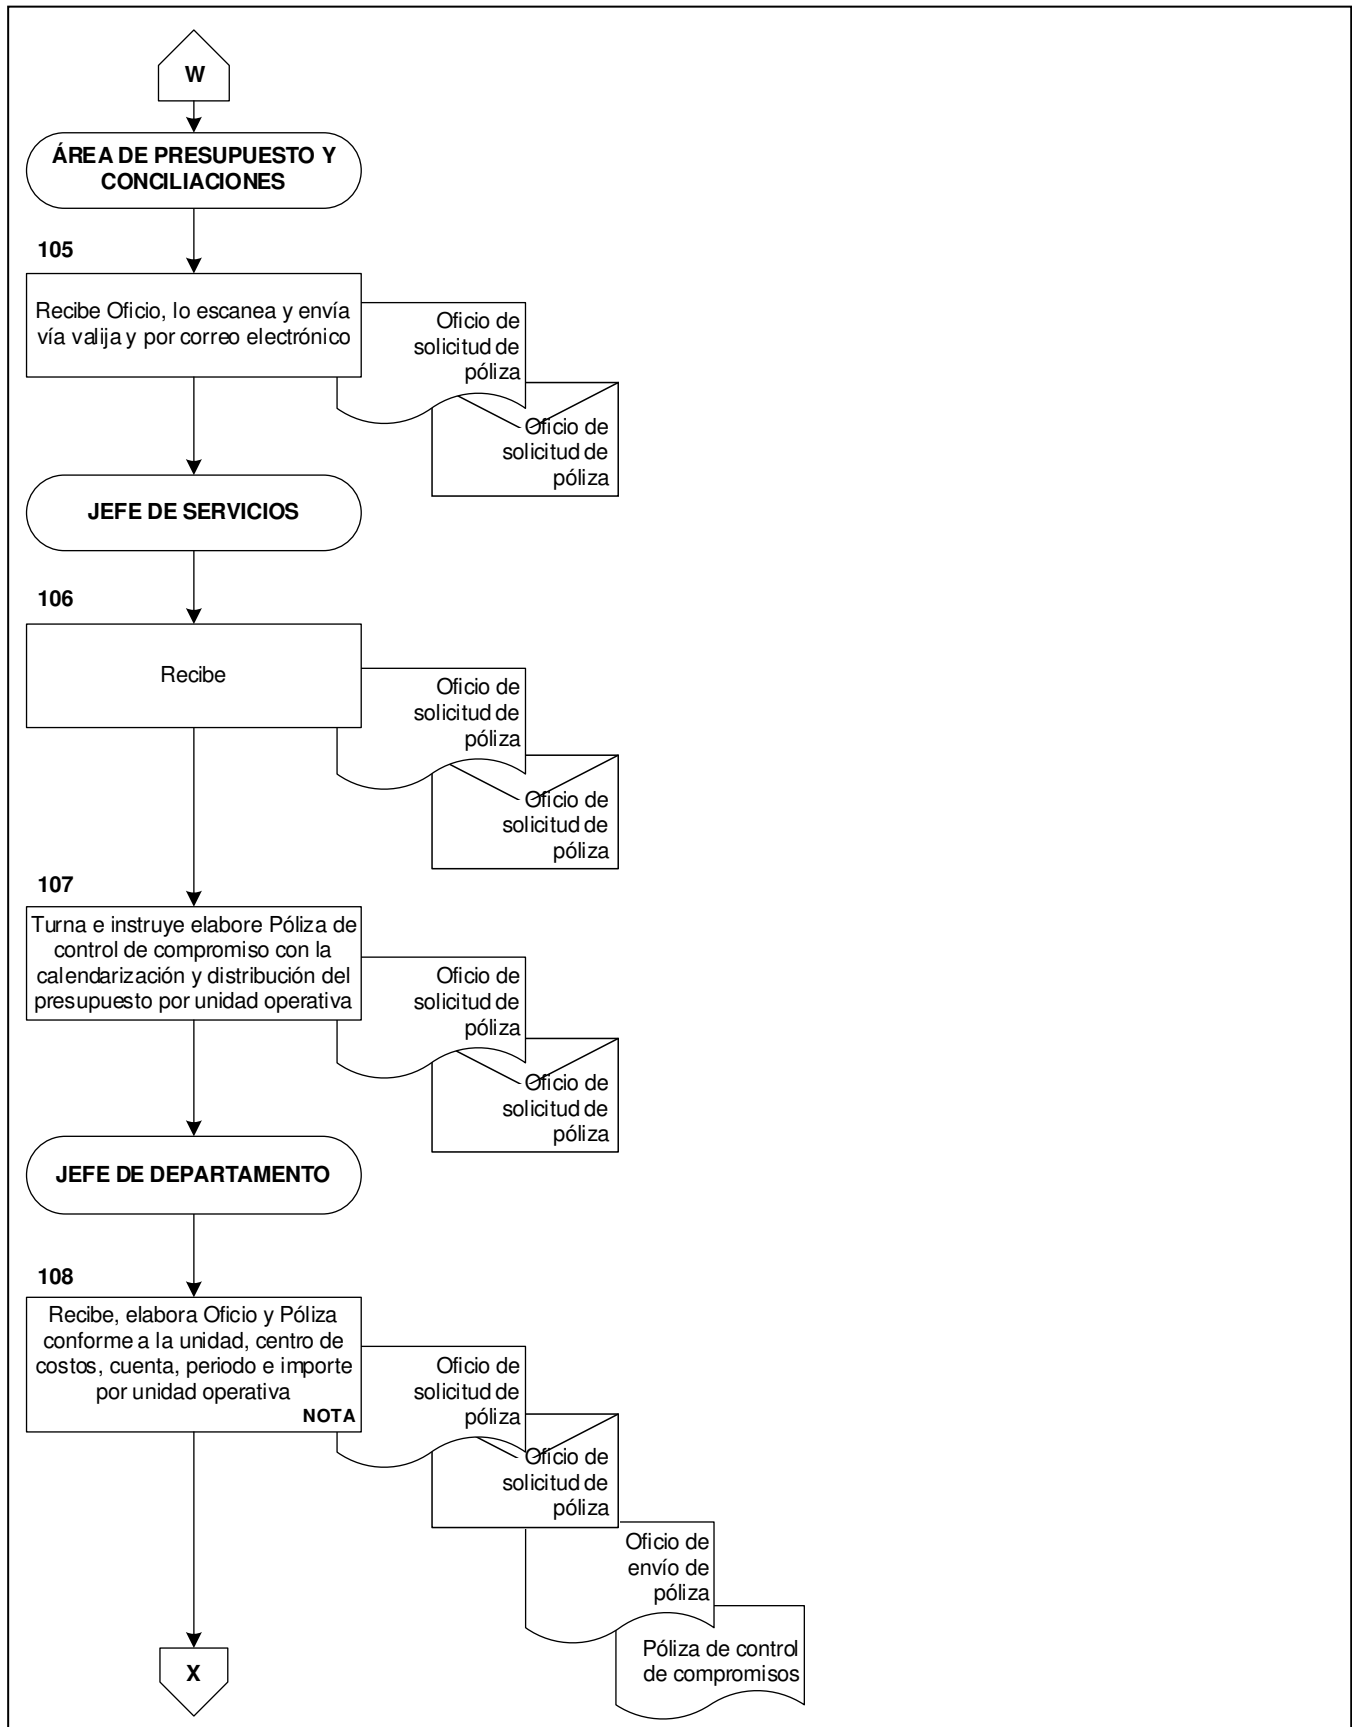 W
ÁREA DE PRESUPUESTO Y
CONCILIACIONES
105
Recibe Oficio, lo escanea y envía
vía valija y por correo electrónico
Oficio de
solicitud de
póliza
Oficio de
solicitud de
póliza
JEFE DE SERVICIOS
106
Recibe
Oficio de
solicitud de
póliza
Oficio de
solicitud de
póliza
107
Turna e instruye elabore Póliza de
control de compromiso con la
calendarización y distribución del
presupuesto por unidad operativa
Oficio de
solicitud de
póliza
Oficio de
solicitud de
póliza
JEFE DE DEPARTAMENTO
108
Recibe, elabora Oficio y Póliza
conforme a la unidad, centro de
costos, cuenta, periodo e importe
por unidad operativa
NOTA
Oficio de
solicitud de
póliza
Oficio de
solicitud de
póliza
Oficio de
envío de
póliza
Póliza de control
de compromisos
X